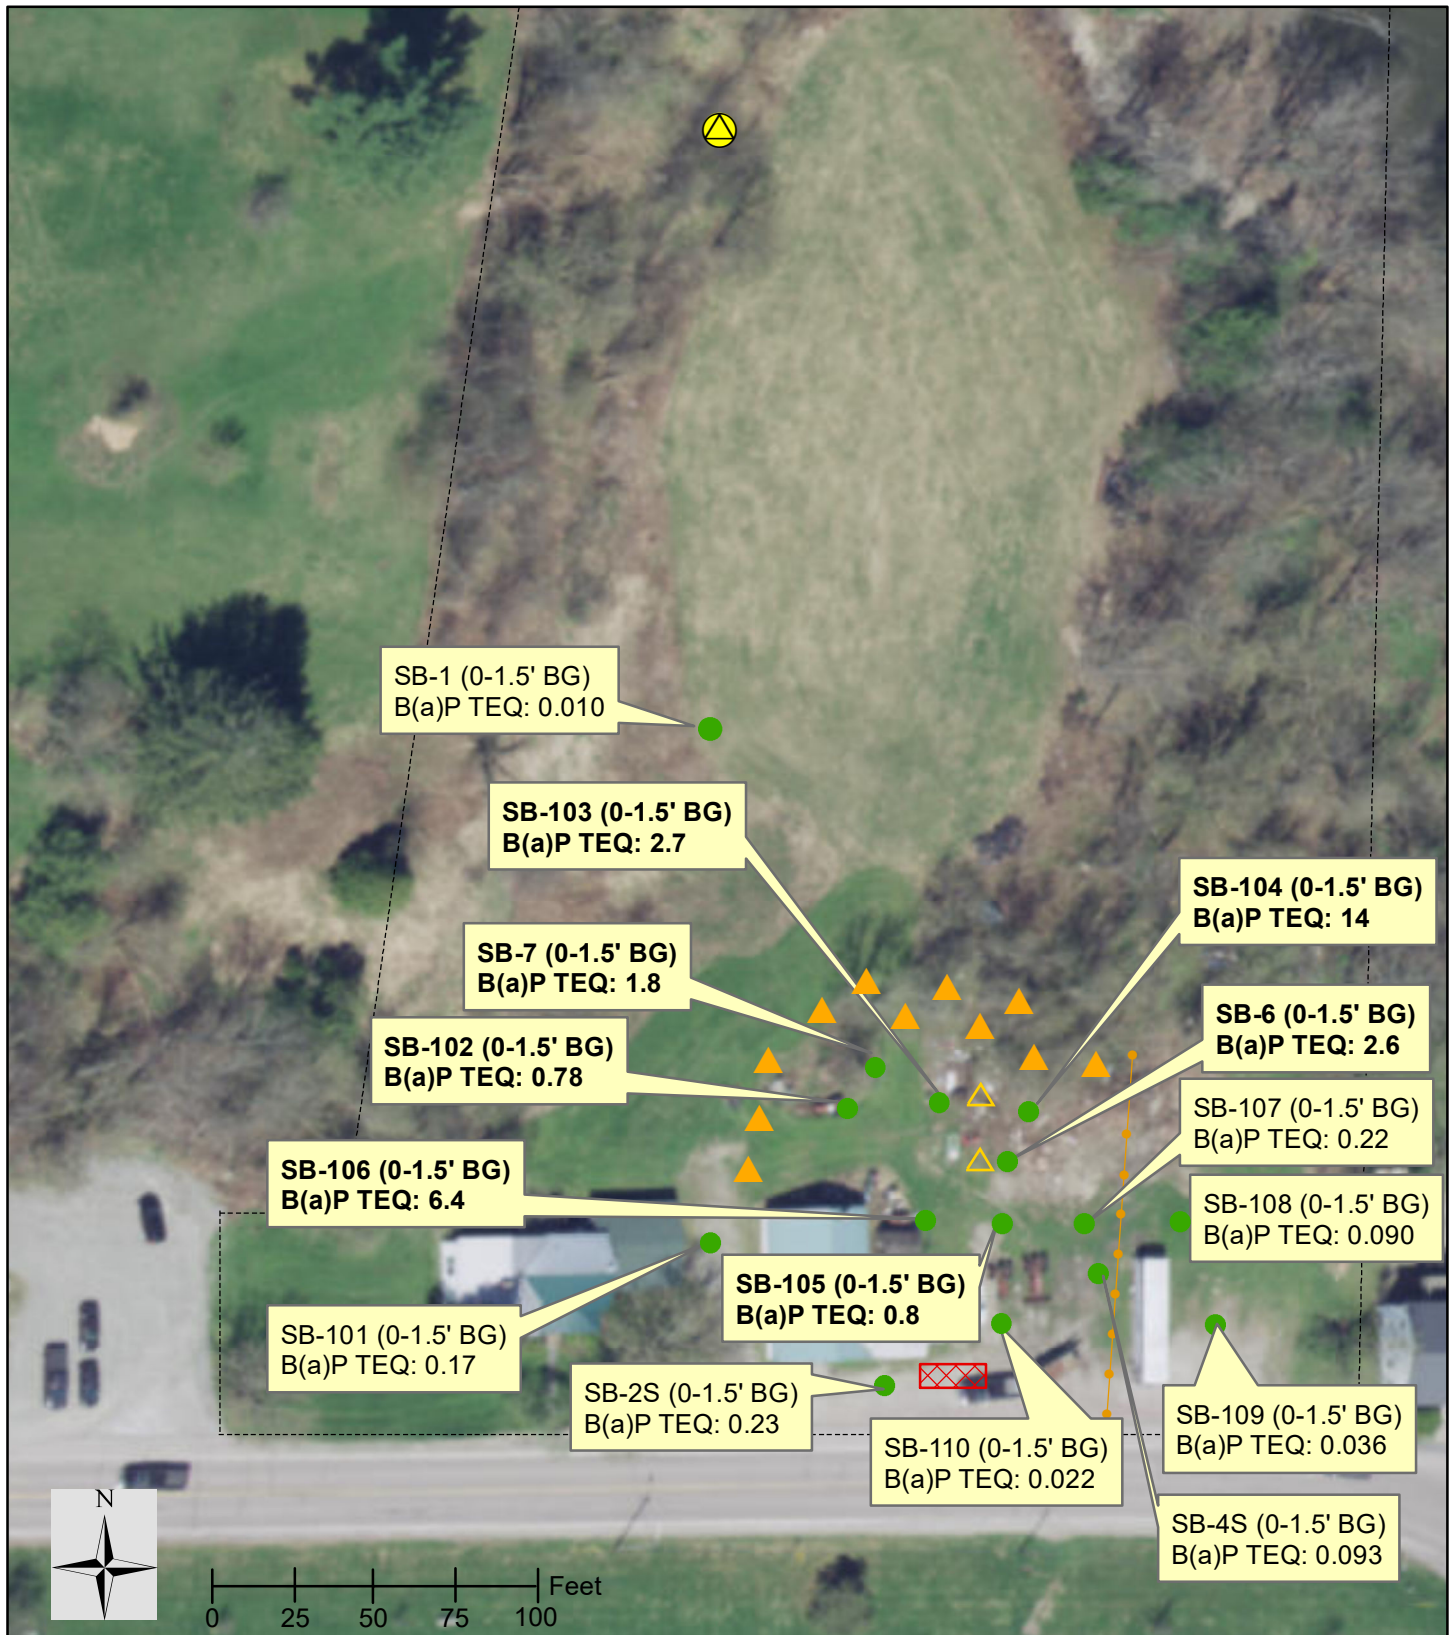 SB-1 (0-1.5' BG)
B(a)P TEQ: 0.010
SB-103 (0-1.5' BG)
B(a)P TEQ: 2.7
SB-104 (0-1.5' BG)
B(a)P TEQ: 14
SB-7 (0-1.5' BG)
B(a)P TEQ: 1.8
SB-6 (0-1.5' BG)
B(a)P TEQ: 2.6
SB-102 (0-1.5' BG)
B(a)P TEQ: 0.78
SB-107 (0-1.5' BG)
B(a)P TEQ: 0.22
SB-106 (0-1.5' BG)
B(a)P TEQ: 6.4
SB-108 (0-1.5' BG)
B(a)P TEQ: 0.090
SB-105 (0-1.5' BG)
B(a)P TEQ: 0.8
SB-101 (0-1.5' BG)
B(a)P TEQ: 0.17
SB-2S (0-1.5' BG)
B(a)P TEQ: 0.23
SB-109 (0-1.5' BG)
B(a)P TEQ: 0.036
SB-110 (0-1.5' BG)
B(a)P TEQ: 0.022
SB-4S (0-1.5' BG)
B(a)P TEQ: 0.093
N
Feet
0 25 50 75 100